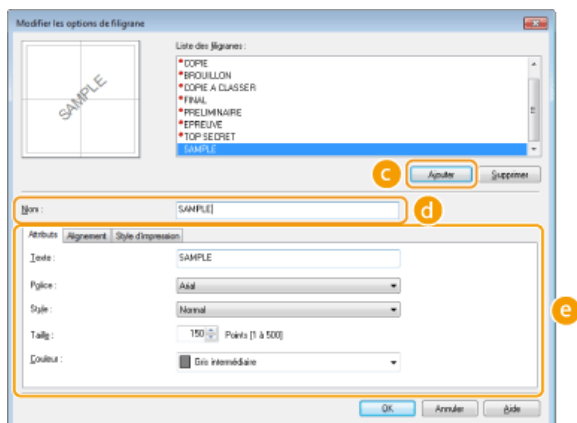 Modifier les options de filigrane
SAMPLE
Liste des filigranes :
*COPIE
*BROUILLON
*COPIE A CLASSER
*FINAL
*PRELIMINAIRE
*EPREUVE
*TOP SECRET
SAMPLE
c
Ajouter
Supprimer
Nom :
SAMPLE
d
Attributs Alignement Style d'impression
Texte :
SAMPLE
Police :
Arial
Style :
Normal
Taille :
150 Points [1 à 500]
Couleur :
Gris intermédiaire
e
OK Annuler Aide